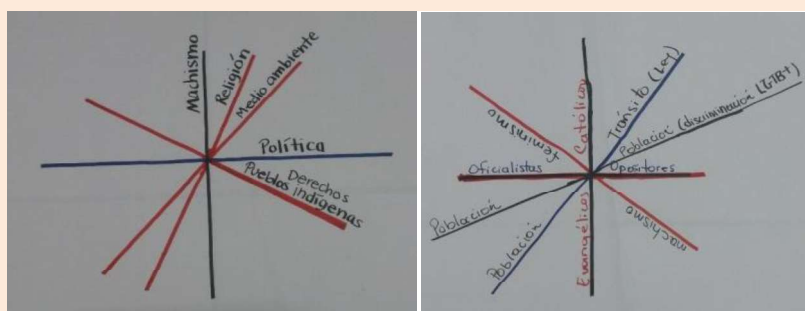 Machismo
Religión
Medio ambiente
Política
Derechos
Pueblos indígenas
feminismo
Católicos
Tránsito (Ley)
Población (discriminación LGTB+)
Oficialistas
Opositores
Población
Población
Evangélicos
machismo